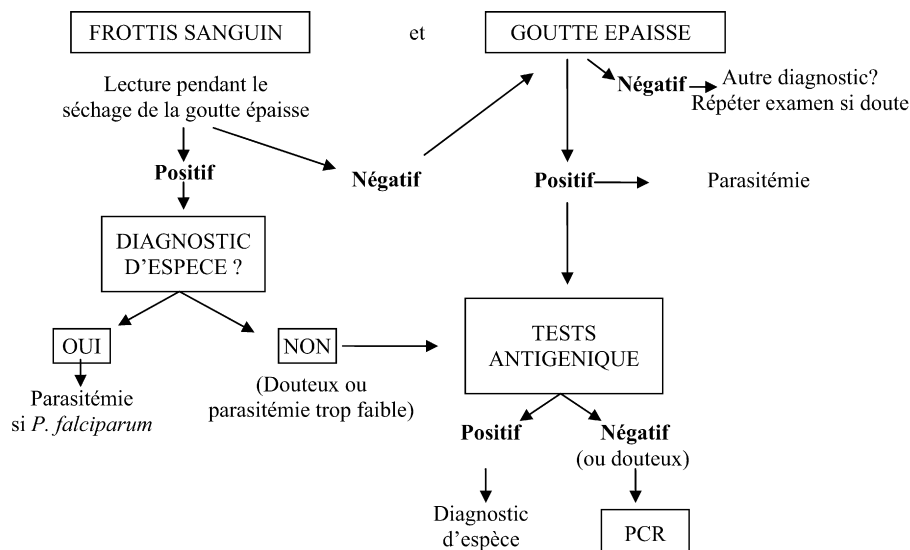 FROTTIS SANGUIN
et
GOUTTE EPAISSE
Lecture pendant le
séchage de la goutte épaisse
Négatif
Autre diagnostic?
Répéter examen si doute
Positif
Négatif
Positif
Parasitémie
DIAGNOSTIC
D’ESPECE ?
OUI
NON
TESTS
ANTIGENIQUE
Parasitémie
si P. falciparum
(Douteux ou
parasitémie trop faible)
Positif
Négatif
(ou douteux)
Diagnostic
d’espèce
PCR